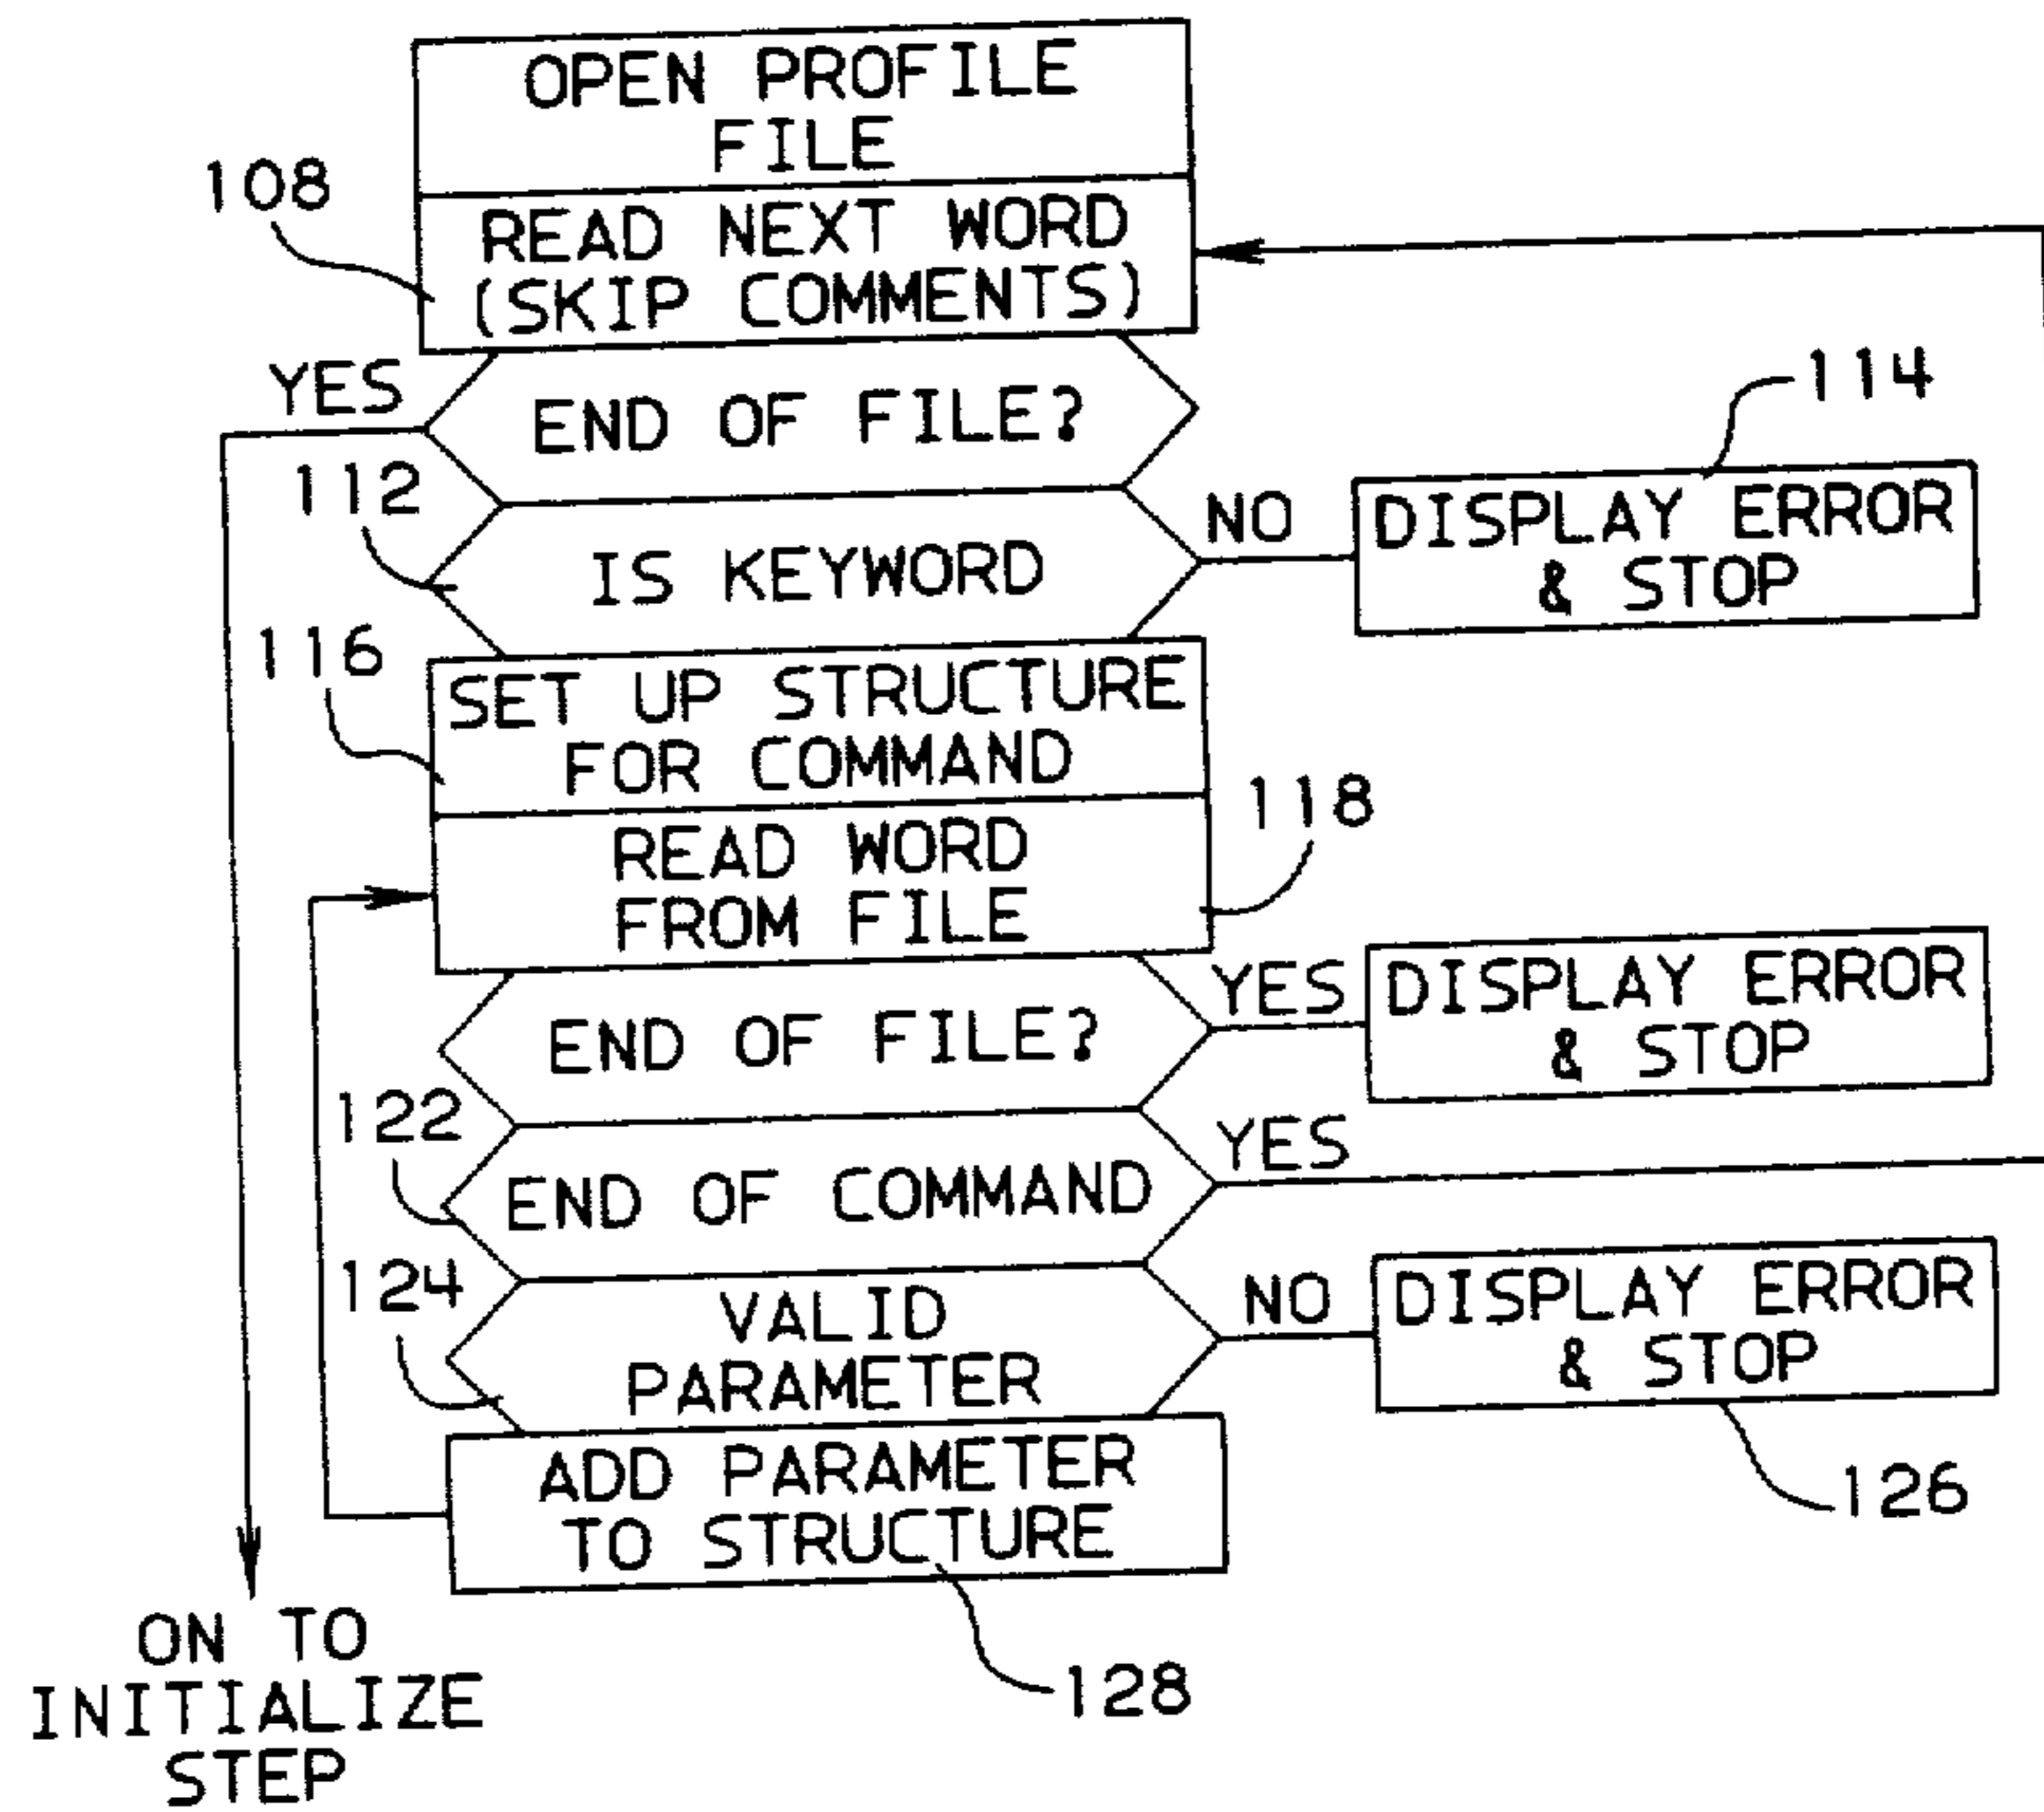 OPEN PROFILE
FILE
108
READ NEXT WORD
(SKIP COMMENTS)
YES
END OF FILE?
114
112
IS KEYWORD
NO
DISPLAY ERROR
& STOP
116
SET UP STRUCTURE
FOR COMMAND
118
READ WORD
FROM FILE
END OF FILE?
YES
DISPLAY ERROR
& STOP
122
END OF COMMAND
YES
124
VALID
PARAMETER
NO
DISPLAY ERROR
& STOP
126
ADD PARAMETER
TO STRUCTURE
128
ON TO
INITIALIZE
STEP